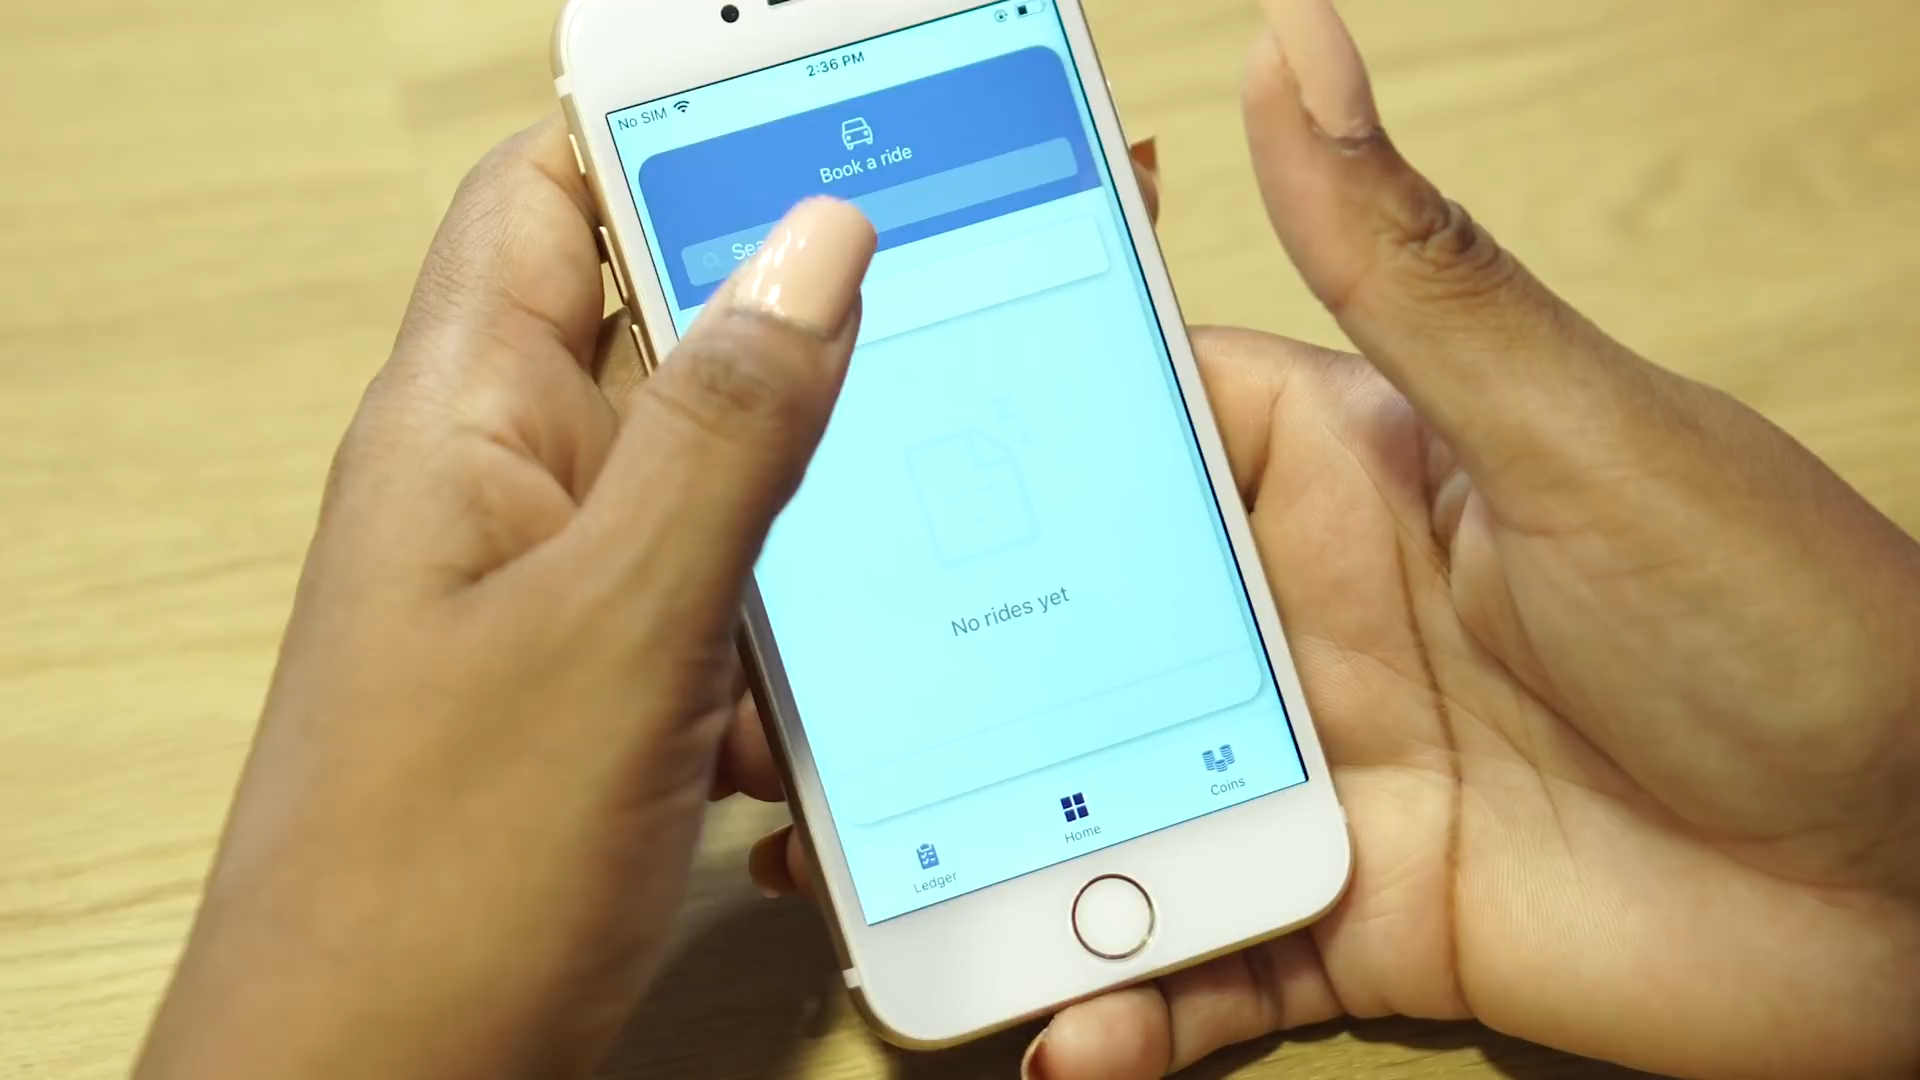 2:36 PM
No SIM
Book a ride
No rides yet
Ledger
Home
Coins